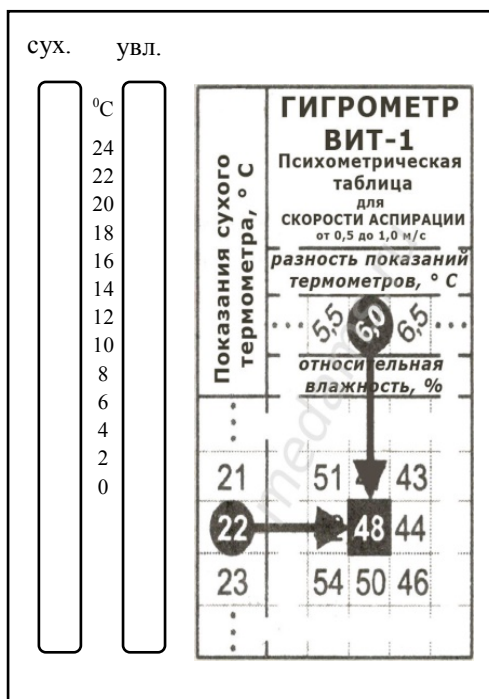 сух. увл.
⁰C
24
22
20
18
16
14
12
10
8
6
4
2
0
Показания сухого
термометра, ° С
ГИГРОМЕТР
ВИТ-1
Психометрическая
таблица
для
СКОРОСТИ АСПИРАЦИИ
от 0,5 до 1,0 м/с
разность показаний
термометров, ° С
... 5,5 6,0 6,5 ...
относительная
влажность, %
21 51 43
22 48 44
23 54 50 46